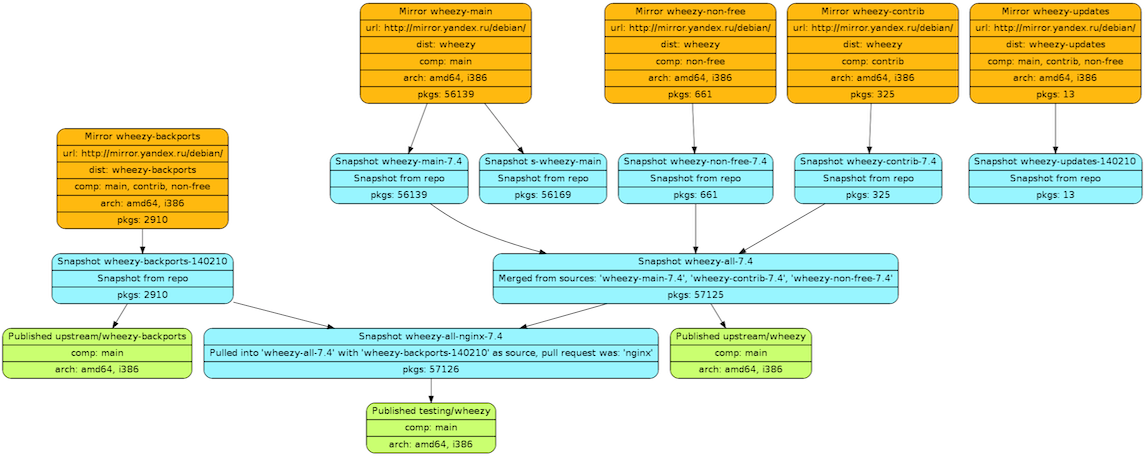 Mirror wheezy-main
url: http://mirror.yandex.ru/debian/
dist: wheezy
comp: main
arch: amd64, i386
pkgs: 56139
Mirror wheezy-non-free
url: http://mirror.yandex.ru/debian/
dist: wheezy
comp: non-free
arch: amd64, i386
pkgs: 661
Mirror wheezy-contrib
url: http://mirror.yandex.ru/debian/
dist: wheezy
comp: contrib
arch: amd64, i386
pkgs: 325
Mirror wheezy-updates
url: http://mirror.yandex.ru/debian/
dist: wheezy-updates
comp: main, contrib, non-free
arch: amd64, i386
pkgs: 13
Mirror wheezy-backports
url: http://mirror.yandex.ru/debian/
dist: wheezy-backports
comp: main, contrib, non-free
arch: amd64, i386
pkgs: 2910
Snapshot wheezy-main-7.4
Snapshot from repo
pkgs: 56139
Snapshot s-wheezy-main
Snapshot from repo
pkgs: 56169
Snapshot wheezy-non-free-7.4
Snapshot from repo
pkgs: 661
Snapshot wheezy-contrib-7.4
Snapshot from repo
pkgs: 325
Snapshot wheezy-updates-140210
Snapshot from repo
pkgs: 13
Snapshot wheezy-backports-140210
Snapshot from repo
pkgs: 2910
Snapshot wheezy-all-7.4
Merged from sources: 'wheezy-main-7.4', 'wheezy-contrib-7.4', 'wheezy-non-free-7.4'
pkgs: 57125
Published upstream/wheezy-backports
comp: main
arch: amd64, i386
Snapshot wheezy-all-nginx-7.4
Pulled into 'wheezy-all-7.4' with 'wheezy-backports-140210' as source, pull request was: 'nginx'
pkgs: 57126
Published upstream/wheezy
comp: main
arch: amd64, i386
Published testing/wheezy
comp: main
arch: amd64, i386